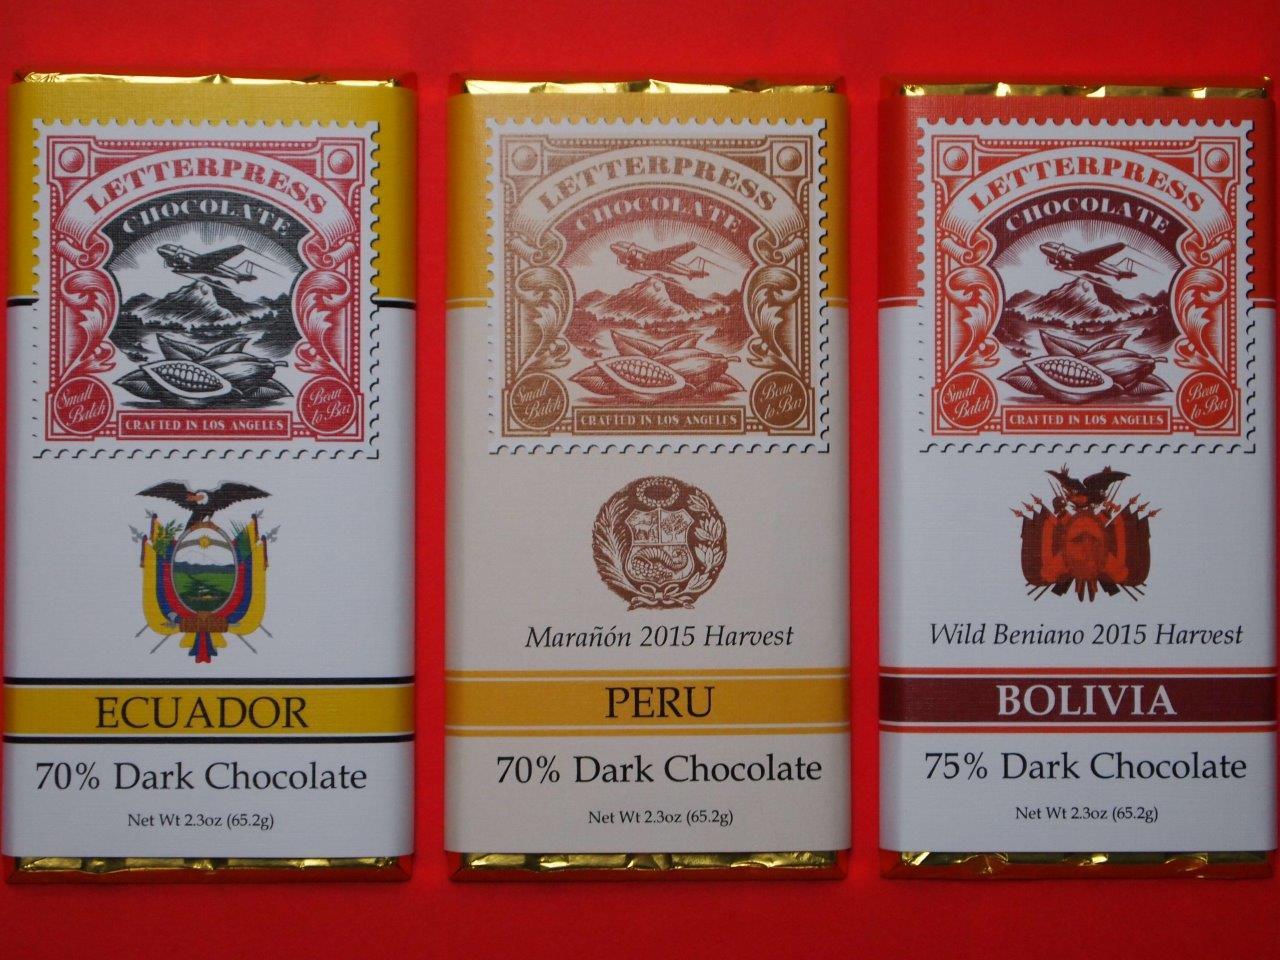 LETTERPRESS
CHOCOLATE
Small Batch
Bean to Bar
CRAFTED IN LOS ANGELES
ECUADOR
70% Dark Chocolate
Net Wt 2.3oz (65.2g)
LETTERPRESS
CHOCOLATE
Small Batch
Bean to Bar
CRAFTED IN LOS ANGELES
Marañón 2015 Harvest
PERU
70% Dark Chocolate
Net Wt 2.3oz (65.2g)
LETTERPRESS
CHOCOLATE
Small Batch
Bean to Bar
CRAFTED IN LOS ANGELES
Wild Beniano 2015 Harvest
BOLIVIA
75% Dark Chocolate
Net Wt 2.3oz (65.2g)